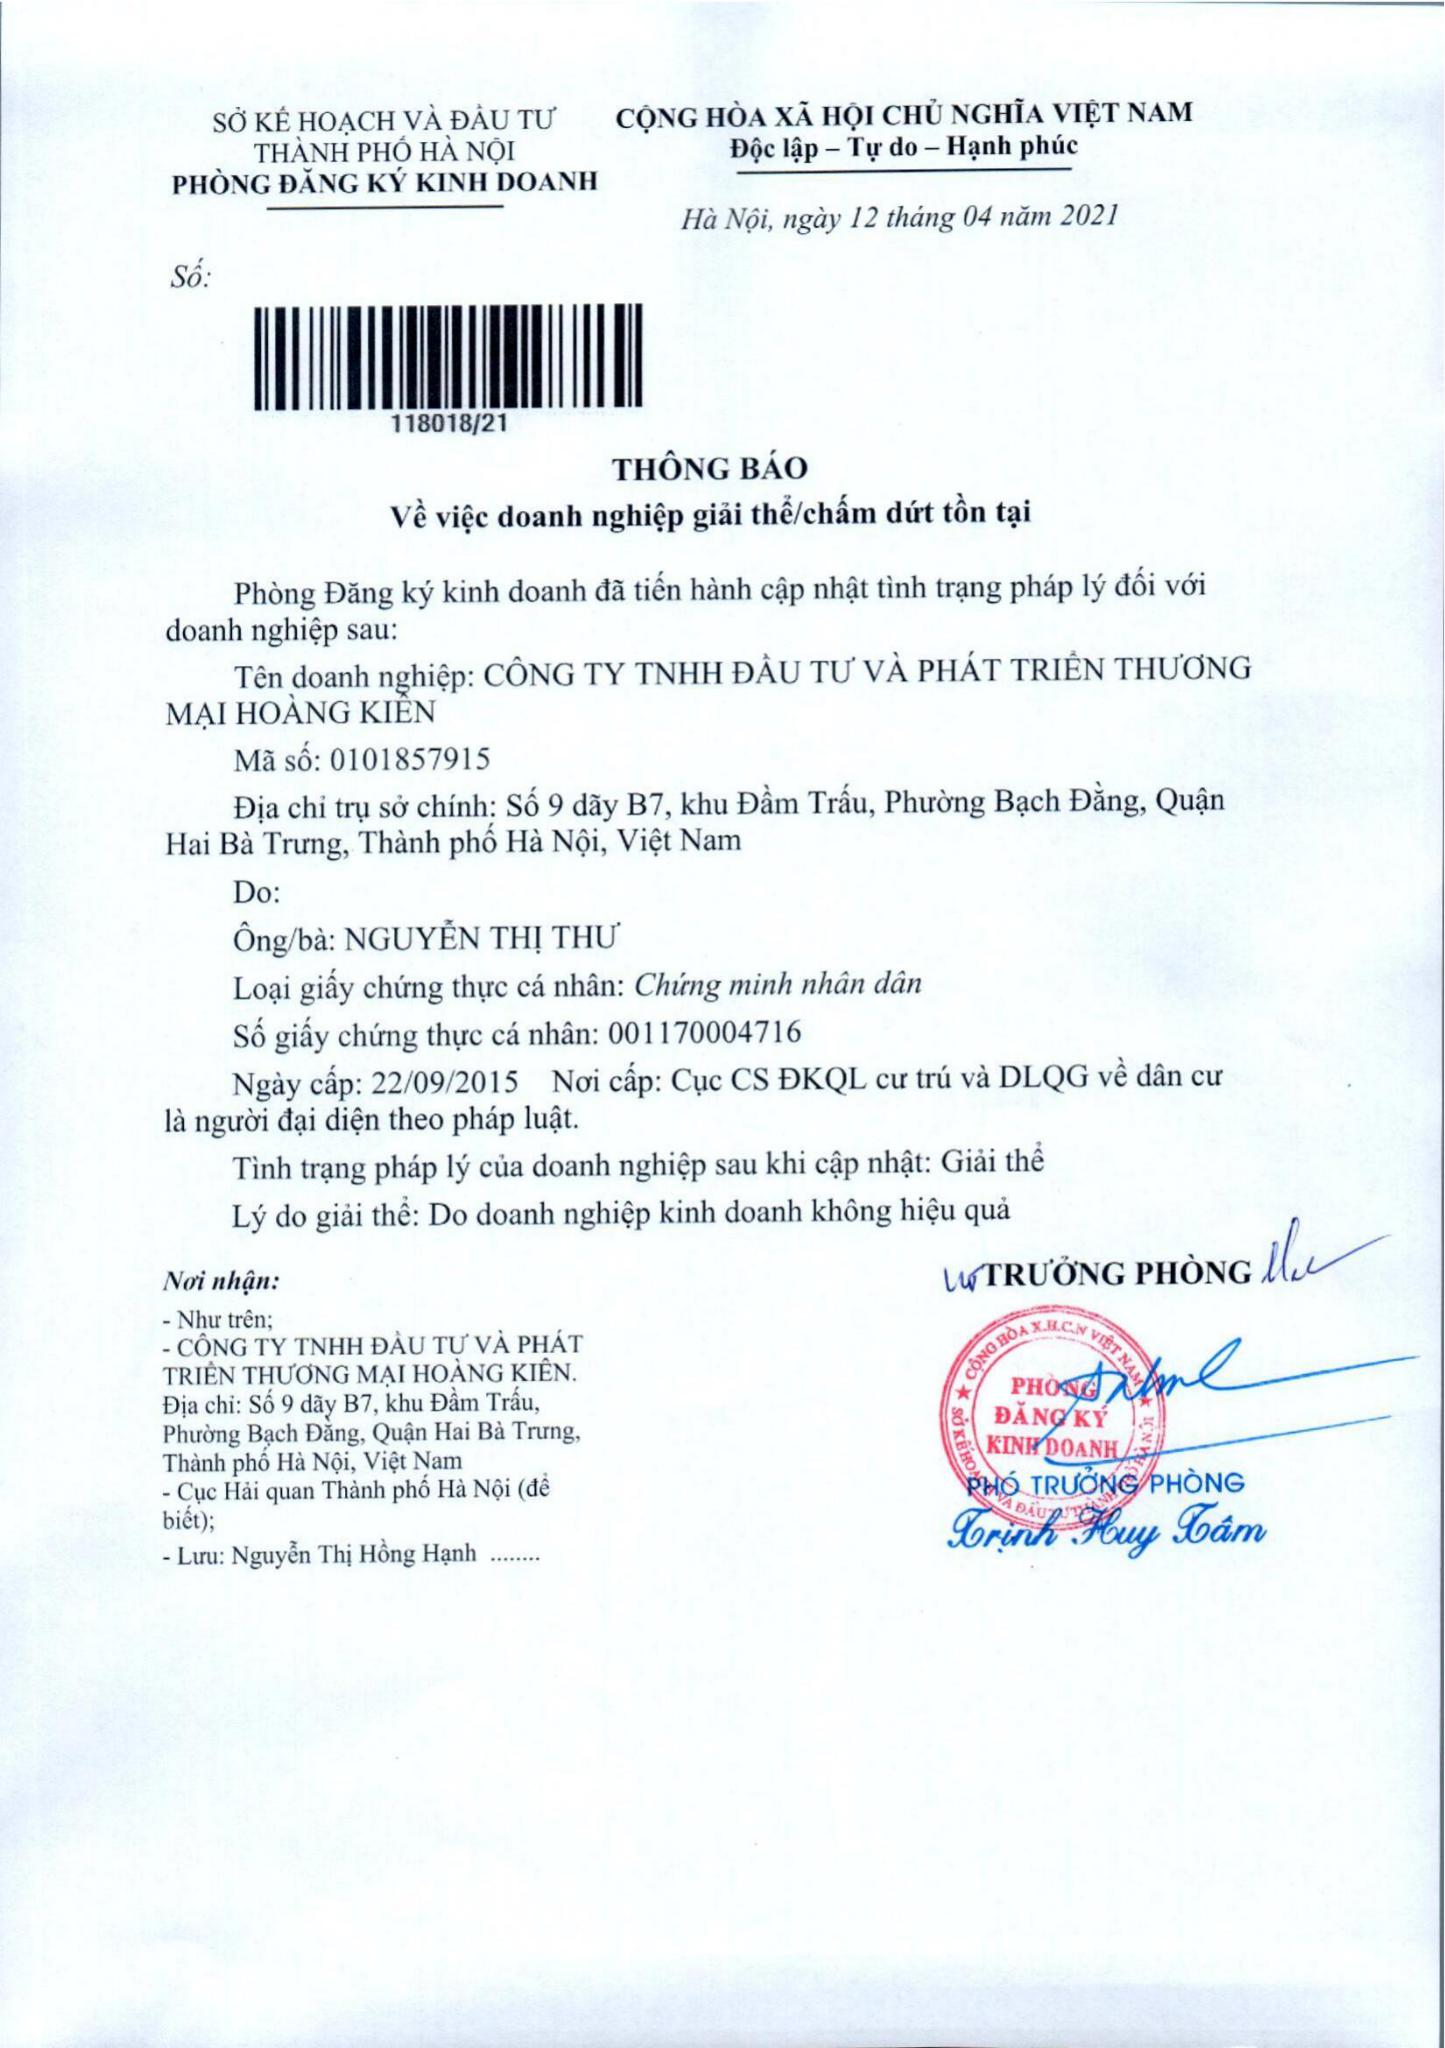 SỞ KẾ HOẠCH VÀ ĐẦU TƯ
THÀNH PHỐ HÀ NỘI
PHÒNG ĐĂNG KÝ KINH DOANH
CỘNG HÒA XÃ HỘI CHỦ NGHĨA VIỆT NAM
Độc lập – Tự do – Hạnh phúc
Hà Nội, ngày 12 tháng 04 năm 2021
Số:
118018/21
THÔNG BÁO
Về việc doanh nghiệp giải thể/chấm dứt tồn tại
Phòng Đăng ký kinh doanh đã tiến hành cập nhật tình trạng pháp lý đối với
doanh nghiệp sau:
Tên doanh nghiệp: CÔNG TY TNHH ĐẦU TƯ VÀ PHÁT TRIỂN THƯƠNG
MẠI HOÀNG KIÊN
Mã số: 0101857915
Địa chỉ trụ sở chính: Số 9 dãy B7, khu Đầm Trấu, Phường Bạch Đằng, Quận
Hai Bà Trưng, Thành phố Hà Nội, Việt Nam
Do:
Ông/bà: NGUYỄN THỊ THƯ
Loại giấy chứng thực cá nhân: Chứng minh nhân dân
Số giấy chứng thực cá nhân: 001170004716
Ngày cấp: 22/09/2015 Nơi cấp: Cục CS ĐKQL cư trú và DLQG về dân cư
là người đại diện theo pháp luật.
Tình trạng pháp lý của doanh nghiệp sau khi cập nhật: Giải thể
Lý do giải thể: Do doanh nghiệp kinh doanh không hiệu quả
Nơi nhận:
- Như trên;
- CÔNG TY TNHH ĐẦU TƯ VÀ PHÁT
TRIỂN THƯƠNG MẠI HOÀNG KIÊN.
Địa chỉ: Số 9 dãy B7, khu Đầm Trấu,
Phường Bạch Đằng, Quận Hai Bà Trưng,
Thành phố Hà Nội, Việt Nam
- Cục Hải quan Thành phố Hà Nội (để
biết);
- Lưu: Nguyễn Thị Hồng Hạnh ........
TRƯỞNG PHÒNG
CỘNG HÒA X.H.C.N VIỆT NAM
PHÒNG
ĐĂNG KÝ
KINH DOANH
SỞ KẾ HOẠCH VÀ ĐẦU TƯ THÀNH PHỐ HÀ NỘI
PHÓ TRƯỞNG PHÒNG
Trịnh Huy Tâm